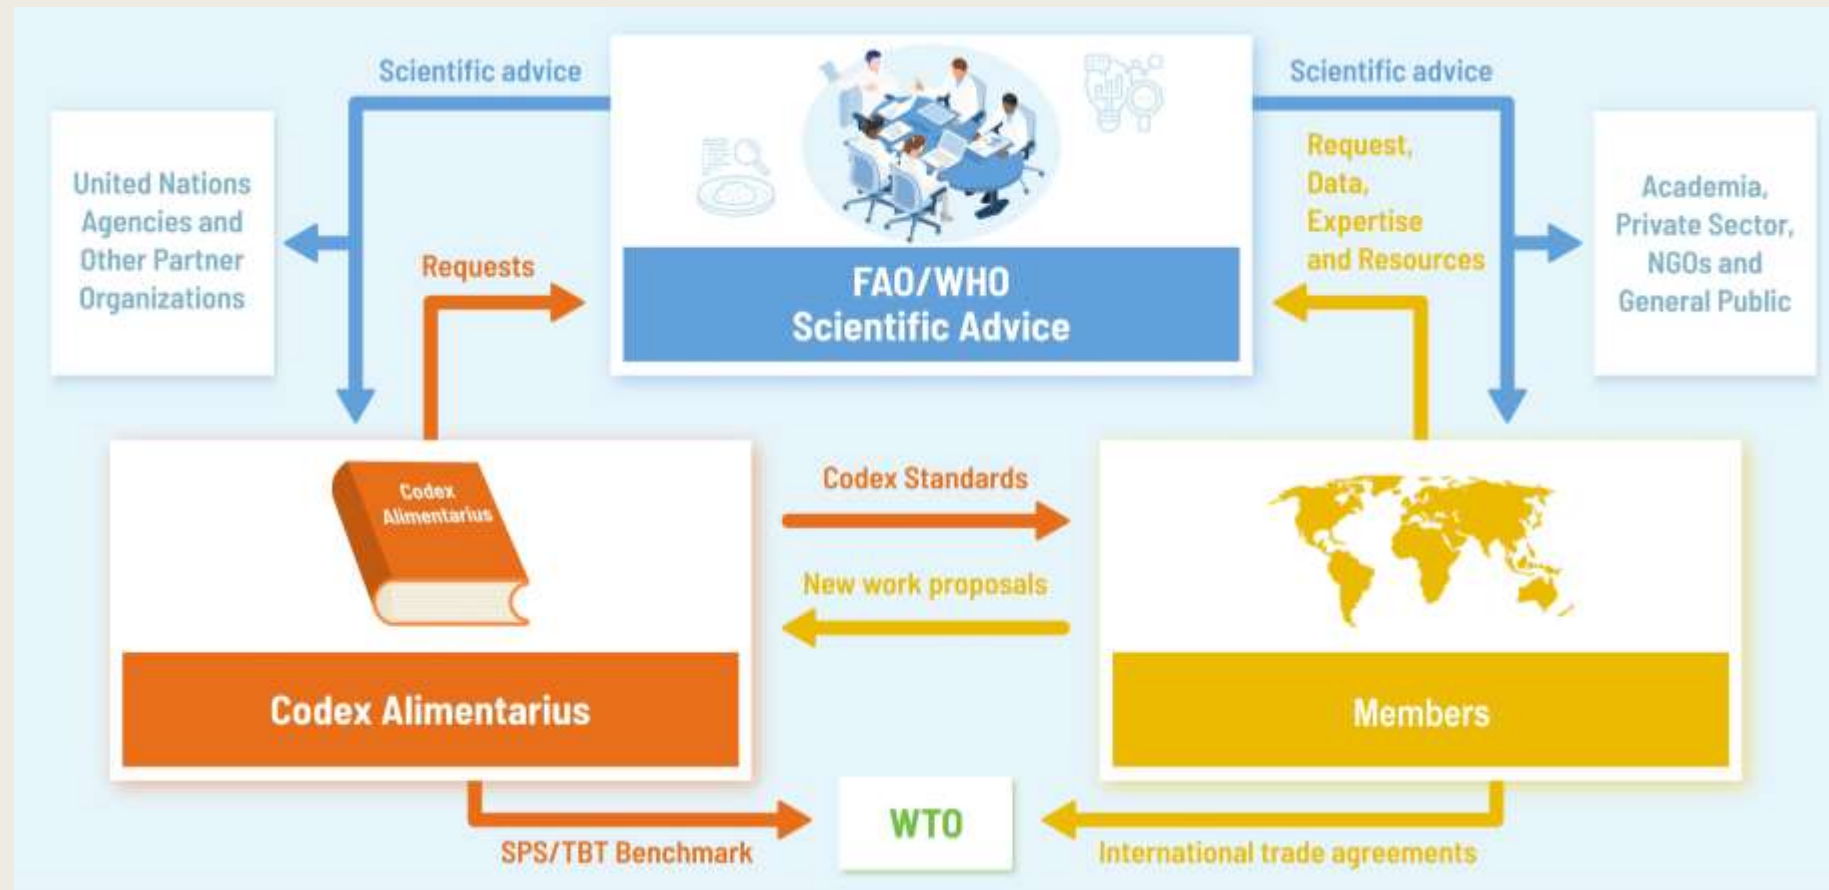 Scientific advice
Scientific advice
United Nations
Agencies and
Other Partner
Organizations
Requests
Request,
Data,
Expertise
and Resources
Academia,
Private Sector,
NGOs and
General Public
FAO/WHO
Scientific Advice
Codex
Alimentarius
Codex Standards
New work proposals
Codex Alimentarius
Members
WTO
SPS/TBT Benchmark
International trade agreements